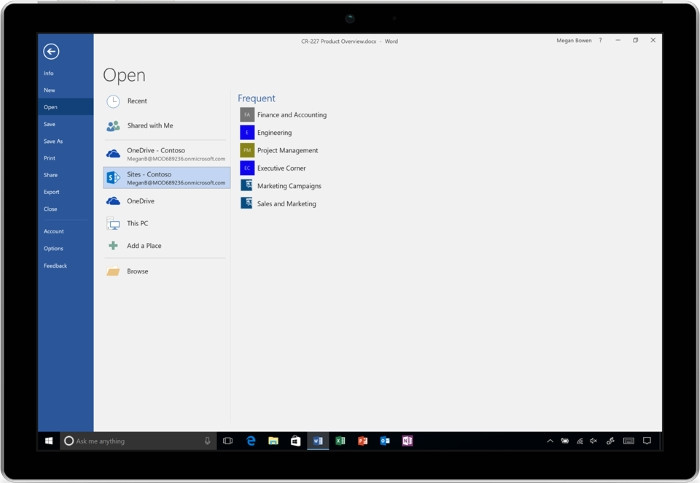 CR-227 Product Overview.docx - Word
Megan Bowen ?
Info
New
Open
Save
Save As
Print
Share
Export
Close
Account
Options
Feedback
Open
Recent
Shared with Me
OneDrive - Contoso
MeganB@MOD689236.onmicrosoft.com
Sites - Contoso
MeganB@MOD689236.onmicrosoft.com
OneDrive
This PC
Add a Place
Browse
Frequent
FA Finance and Accounting
E Engineering
PM Project Management
EC Executive Corner
Marketing Campaigns
Sales and Marketing
Ask me anything